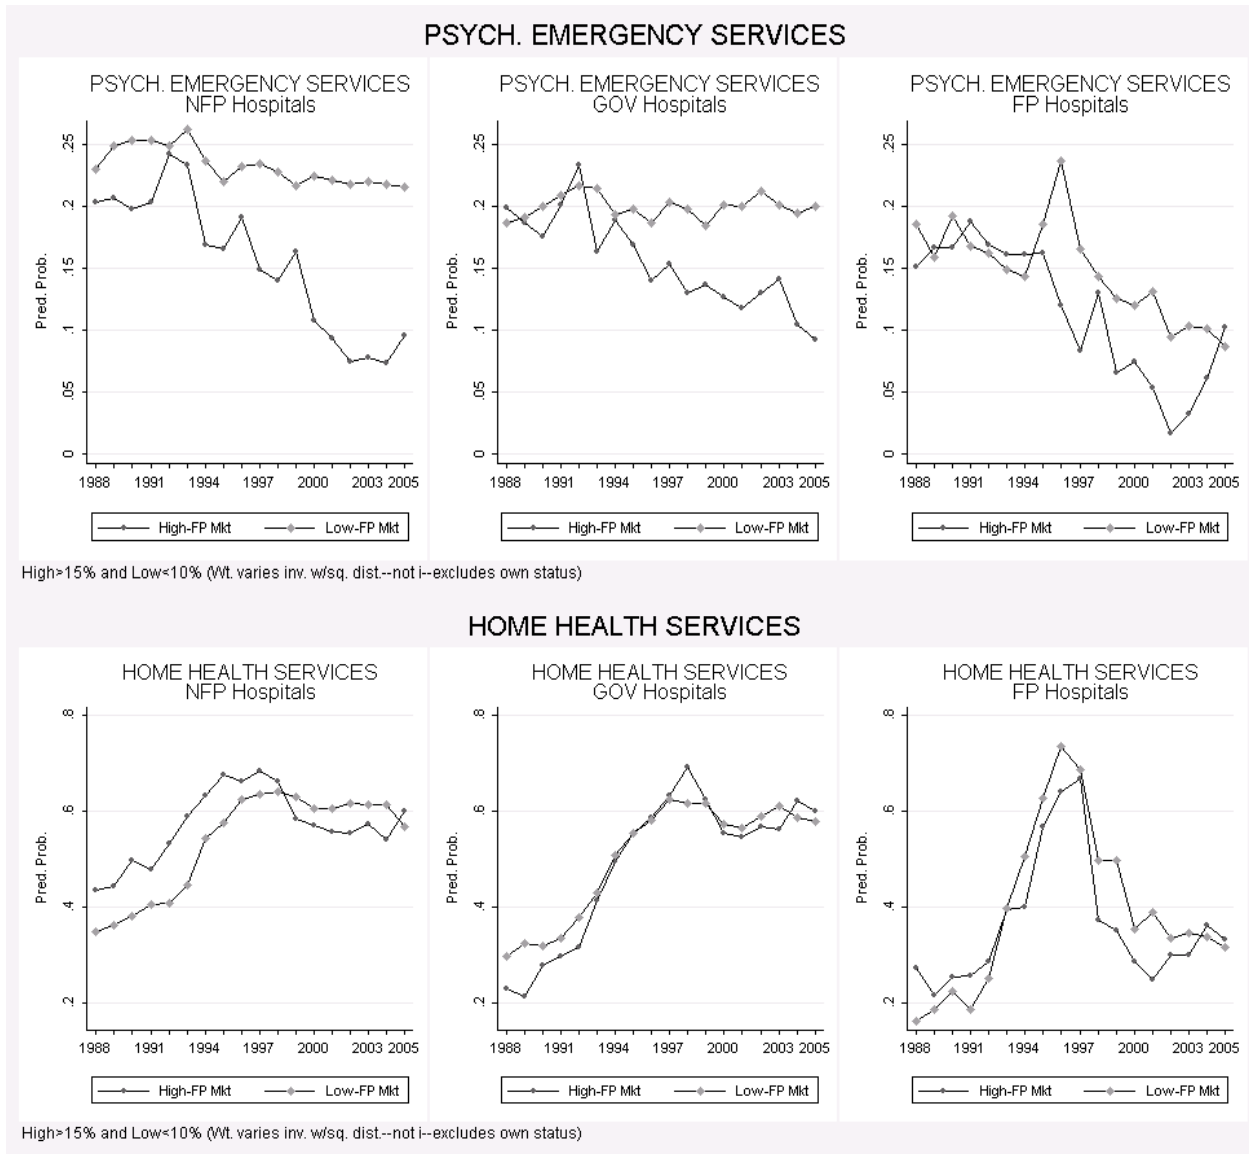 PSYCH. EMERGENCY SERVICES
PSYCH. EMERGENCY SERVICES
NFP Hospitals
Pred. Prob.
.25
.2
.15
.1
.05
0
1988 1991 1994 1997 2000 2003 2005
High-FP Mkt Low-FP Mkt
PSYCH. EMERGENCY SERVICES
GOV Hospitals
Pred. Prob.
.25
.2
.15
.1
.05
0
1988 1991 1994 1997 2000 2003 2005
High-FP Mkt Low-FP Mkt
PSYCH. EMERGENCY SERVICES
FP Hospitals
Pred. Prob.
.25
.2
.15
.1
.05
0
1988 1991 1994 1997 2000 2003 2005
High-FP Mkt Low-FP Mkt
High>15% and Low<10% (Wt. varies inv. w/sq. dist.--not i--excludes own status)
HOME HEALTH SERVICES
HOME HEALTH SERVICES
NFP Hospitals
Pred. Prob.
.8
.6
.4
.2
1988 1991 1994 1997 2000 2003 2005
High-FP Mkt Low-FP Mkt
HOME HEALTH SERVICES
GOV Hospitals
Pred. Prob.
.8
.6
.4
.2
1988 1991 1994 1997 2000 2003 2005
High-FP Mkt Low-FP Mkt
HOME HEALTH SERVICES
FP Hospitals
Pred. Prob.
.8
.6
.4
.2
1988 1991 1994 1997 2000 2003 2005
High-FP Mkt Low-FP Mkt
High>15% and Low<10% (Wt. varies inv. w/sq. dist.--not i--excludes own status)